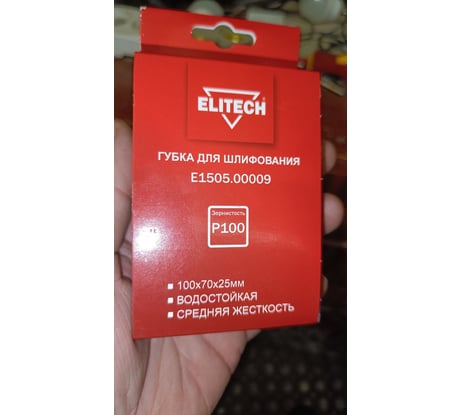 ELITECH
ГУБКА ДЛЯ ШЛИФОВАНИЯ
E1505.00009
Зернистость
P100
100x70x25мм
ВОДОСТОЙКАЯ
СРЕДНЯЯ ЖЕСТКОСТЬ